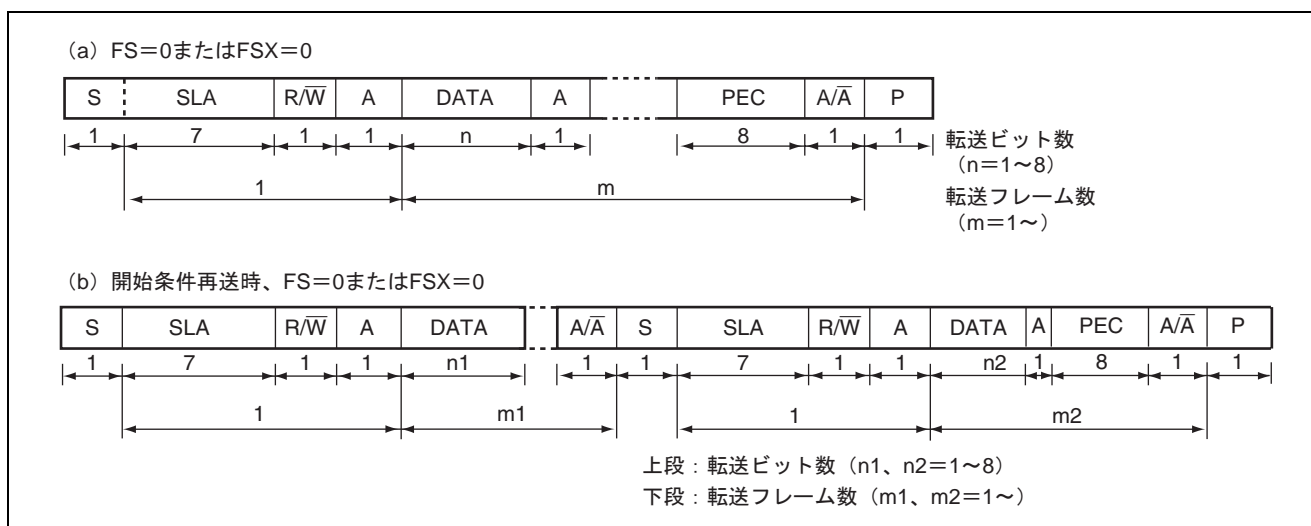 (a) FS=0またはFSX=0
S SLA R/W̅ A DATA A PEC A/A̅ P
1 7 1 1 n 1 8 1 1 転送ビット数
(n=1~8)
1 m 転送フレーム数
(m=1~)
(b) 開始条件再送時、FS=0またはFSX=0
S SLA R/W̅ A DATA A/A̅ S SLA R/W̅ A DATA A PEC A/A̅ P
1 7 1 1 n1 1 1 7 1 1 n2 1 8 1 1
1 m1 1 m2
上段:転送ビット数(n1、n2=1~8)
下段:転送フレーム数(m1、m2=1~)